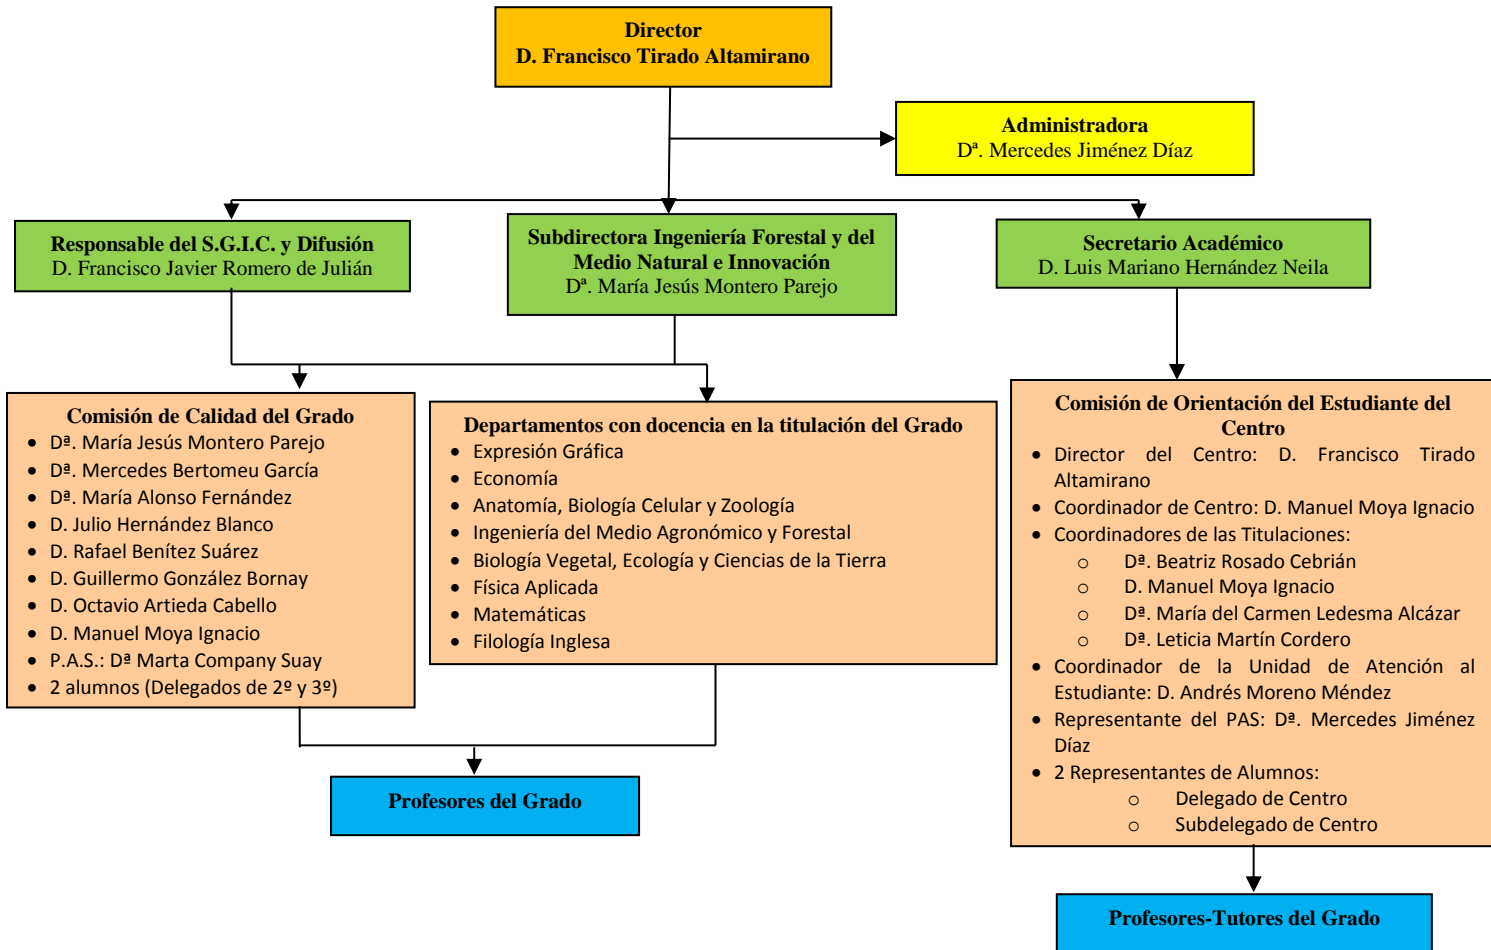 Director
D. Francisco Tirado Altamirano
Administradora
Dª. Mercedes Jiménez Díaz
Responsable del S.G.I.C. y Difusión
D. Francisco Javier Romero de Julián
Subdirectora Ingeniería Forestal y del
Medio Natural e Innovación
Dª. María Jesús Montero Parejo
Secretario Académico
D. Luis Mariano Hernández Neila
Comisión de Calidad del Grado
• Dª. María Jesús Montero Parejo
• Dª. Mercedes Bertomeu García
• Dª. María Alonso Fernández
• D. Julio Hernández Blanco
• D. Rafael Benítez Suárez
• D. Guillermo González Bornay
• D. Octavio Artieda Cabello
• D. Manuel Moya Ignacio
• P.A.S.: Dª Marta Company Suay
• 2 alumnos (Delegados de 2º y 3º)
Departamentos con docencia en la titulación del Grado
• Expresión Gráfica
• Economía
• Anatomía, Biología Celular y Zoología
• Ingeniería del Medio Agronómico y Forestal
• Biología Vegetal, Ecología y Ciencias de la Tierra
• Física Aplicada
• Matemáticas
• Filología Inglesa
Comisión de Orientación del Estudiante del
Centro
• Director del Centro: D. Francisco Tirado
Altamirano
• Coordinador de Centro: D. Manuel Moya Ignacio
• Coordinadores de las Titulaciones:
o Dª. Beatriz Rosado Cebrián
o D. Manuel Moya Ignacio
o Dª. María del Carmen Ledesma Alcázar
o Dª. Leticia Martín Cordero
• Coordinador de la Unidad de Atención al
Estudiante: D. Andrés Moreno Méndez
• Representante del PAS: Dª. Mercedes Jiménez
Díaz
• 2 Representantes de Alumnos:
o Delegado de Centro
o Subdelegado de Centro
Profesores del Grado
Profesores-Tutores del Grado